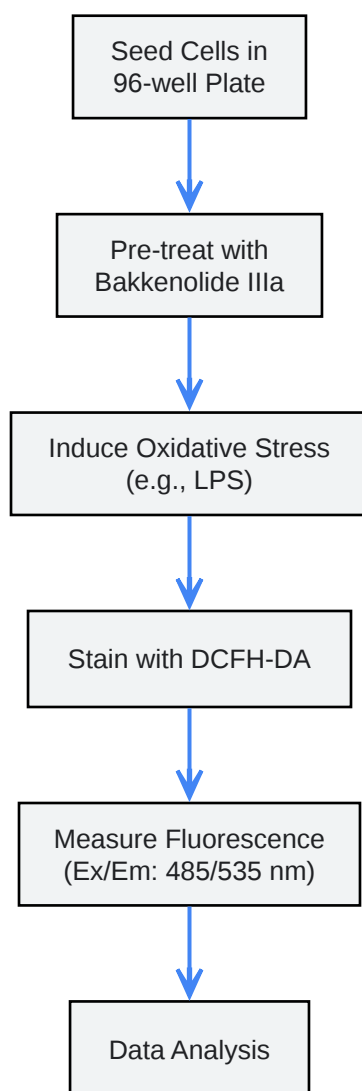 Seed Cells in
96-well Plate
Pre-treat with
Bakkenolide IIIa
Induce Oxidative Stress
(e.g., LPS)
Stain with DCFH-DA
Measure Fluorescence
(Ex/Em: 485/535 nm)
Data Analysis